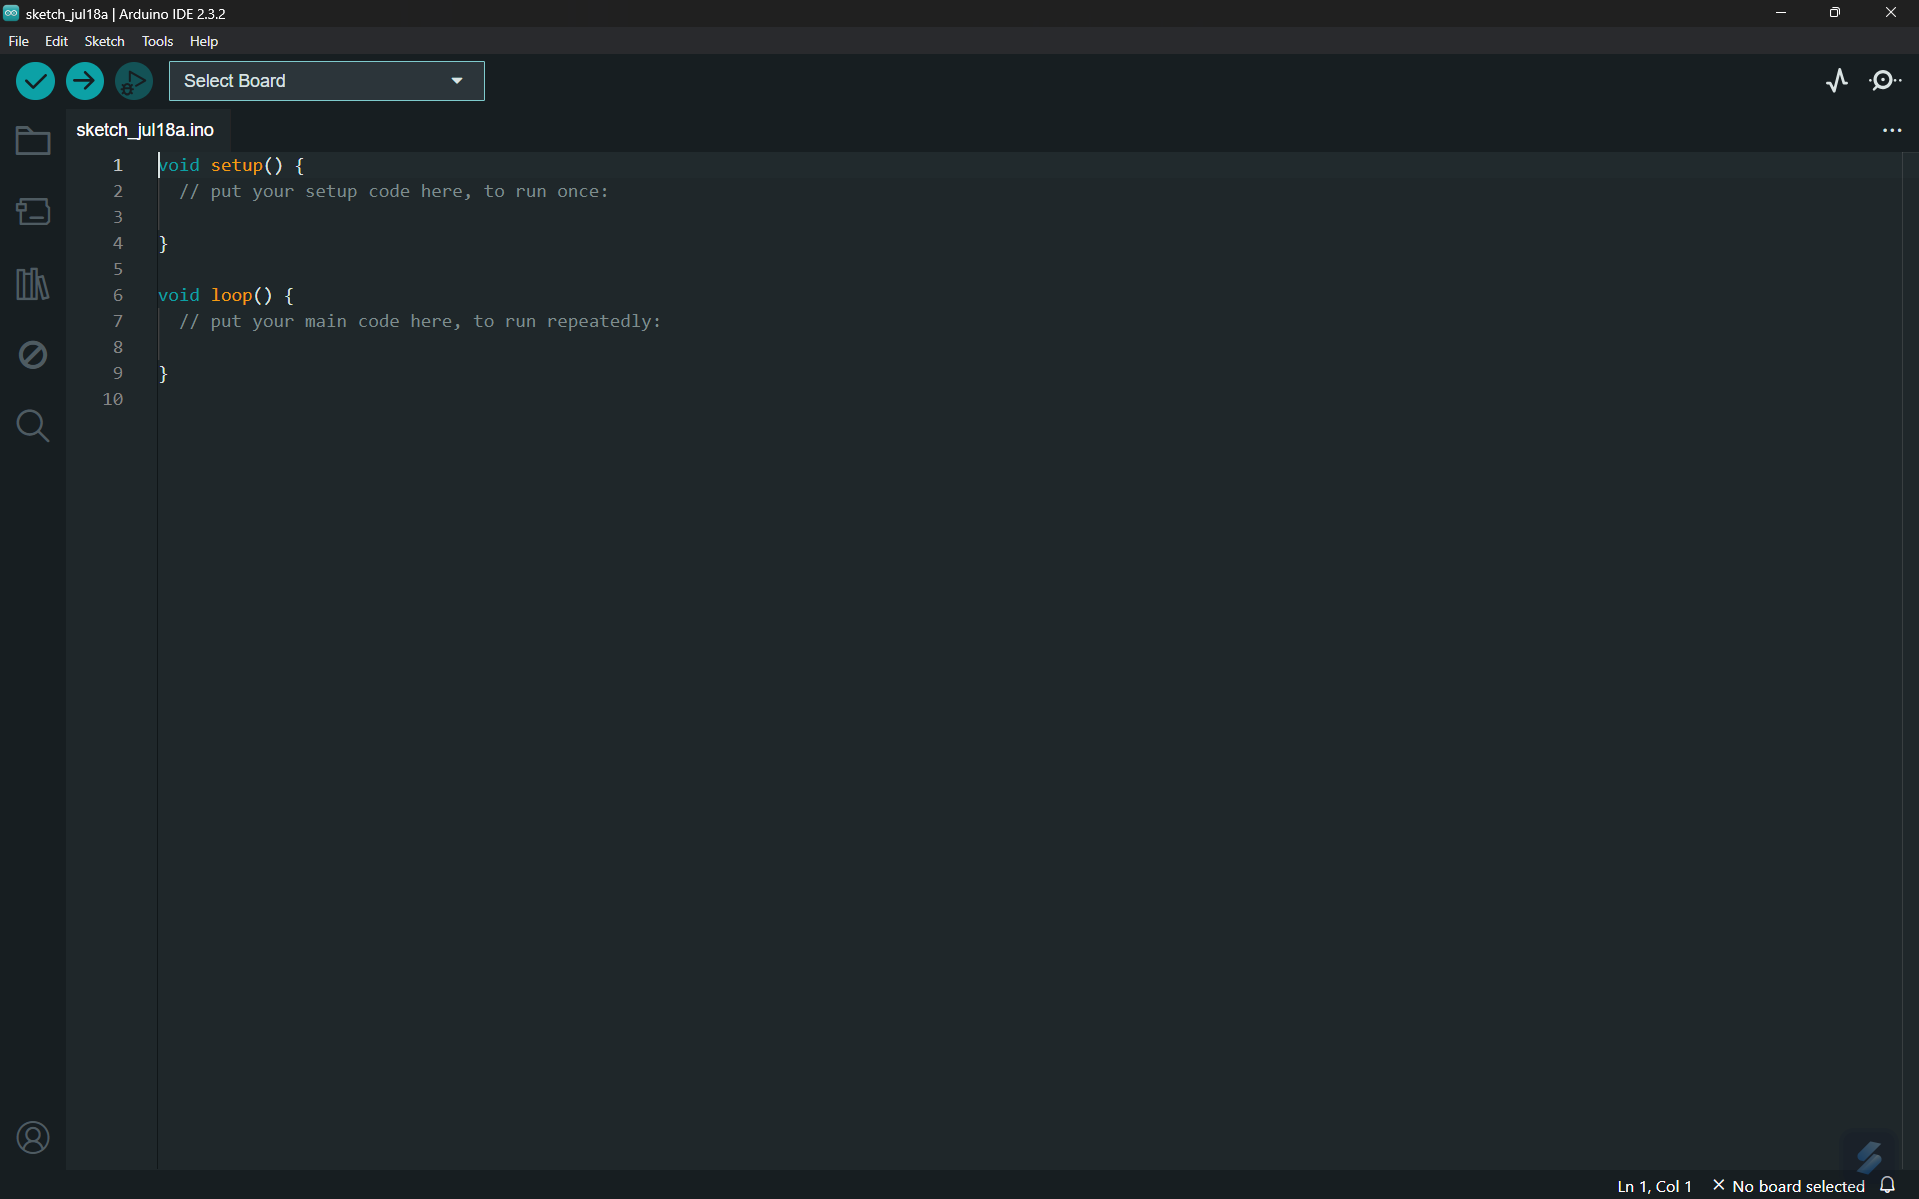 sketch_jul18a | Arduino IDE 2.3.2
File Edit Sketch Tools Help
Select Board
sketch_jul18a.ino
1 void setup() {
2 // put your setup code here, to run once:
3
4 }
5
6 void loop() {
7 // put your main code here, to run repeatedly:
8
9 }
10
Ln 1, Col 1 × No board selected